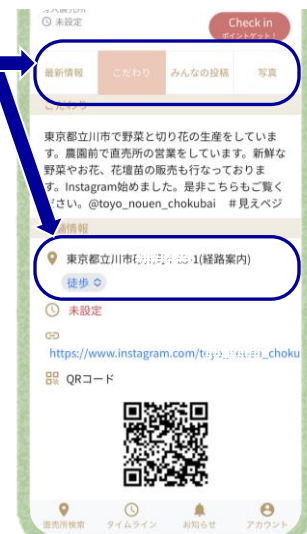 未設定
Check in
ポイントゲット!
最新情報
こだわり
みんなの投稿
写真
こだわり
東京都立川市で野菜と切り花の生産をしていま
す。農園前で直売所の営業をしています。新鮮な
野菜やお花、花壇苗の販売も行なっておりま
す。Instagram始めました。是非こちらもご覧く
ださい。@toyo_nouen_chokubai #見えベジ
舗情報
東京都立川市 1(経路案内)
徒歩
未設定
https://www.instagram.com/
QRコード
直売所検索
タイムライン
お知らせ
アカウント